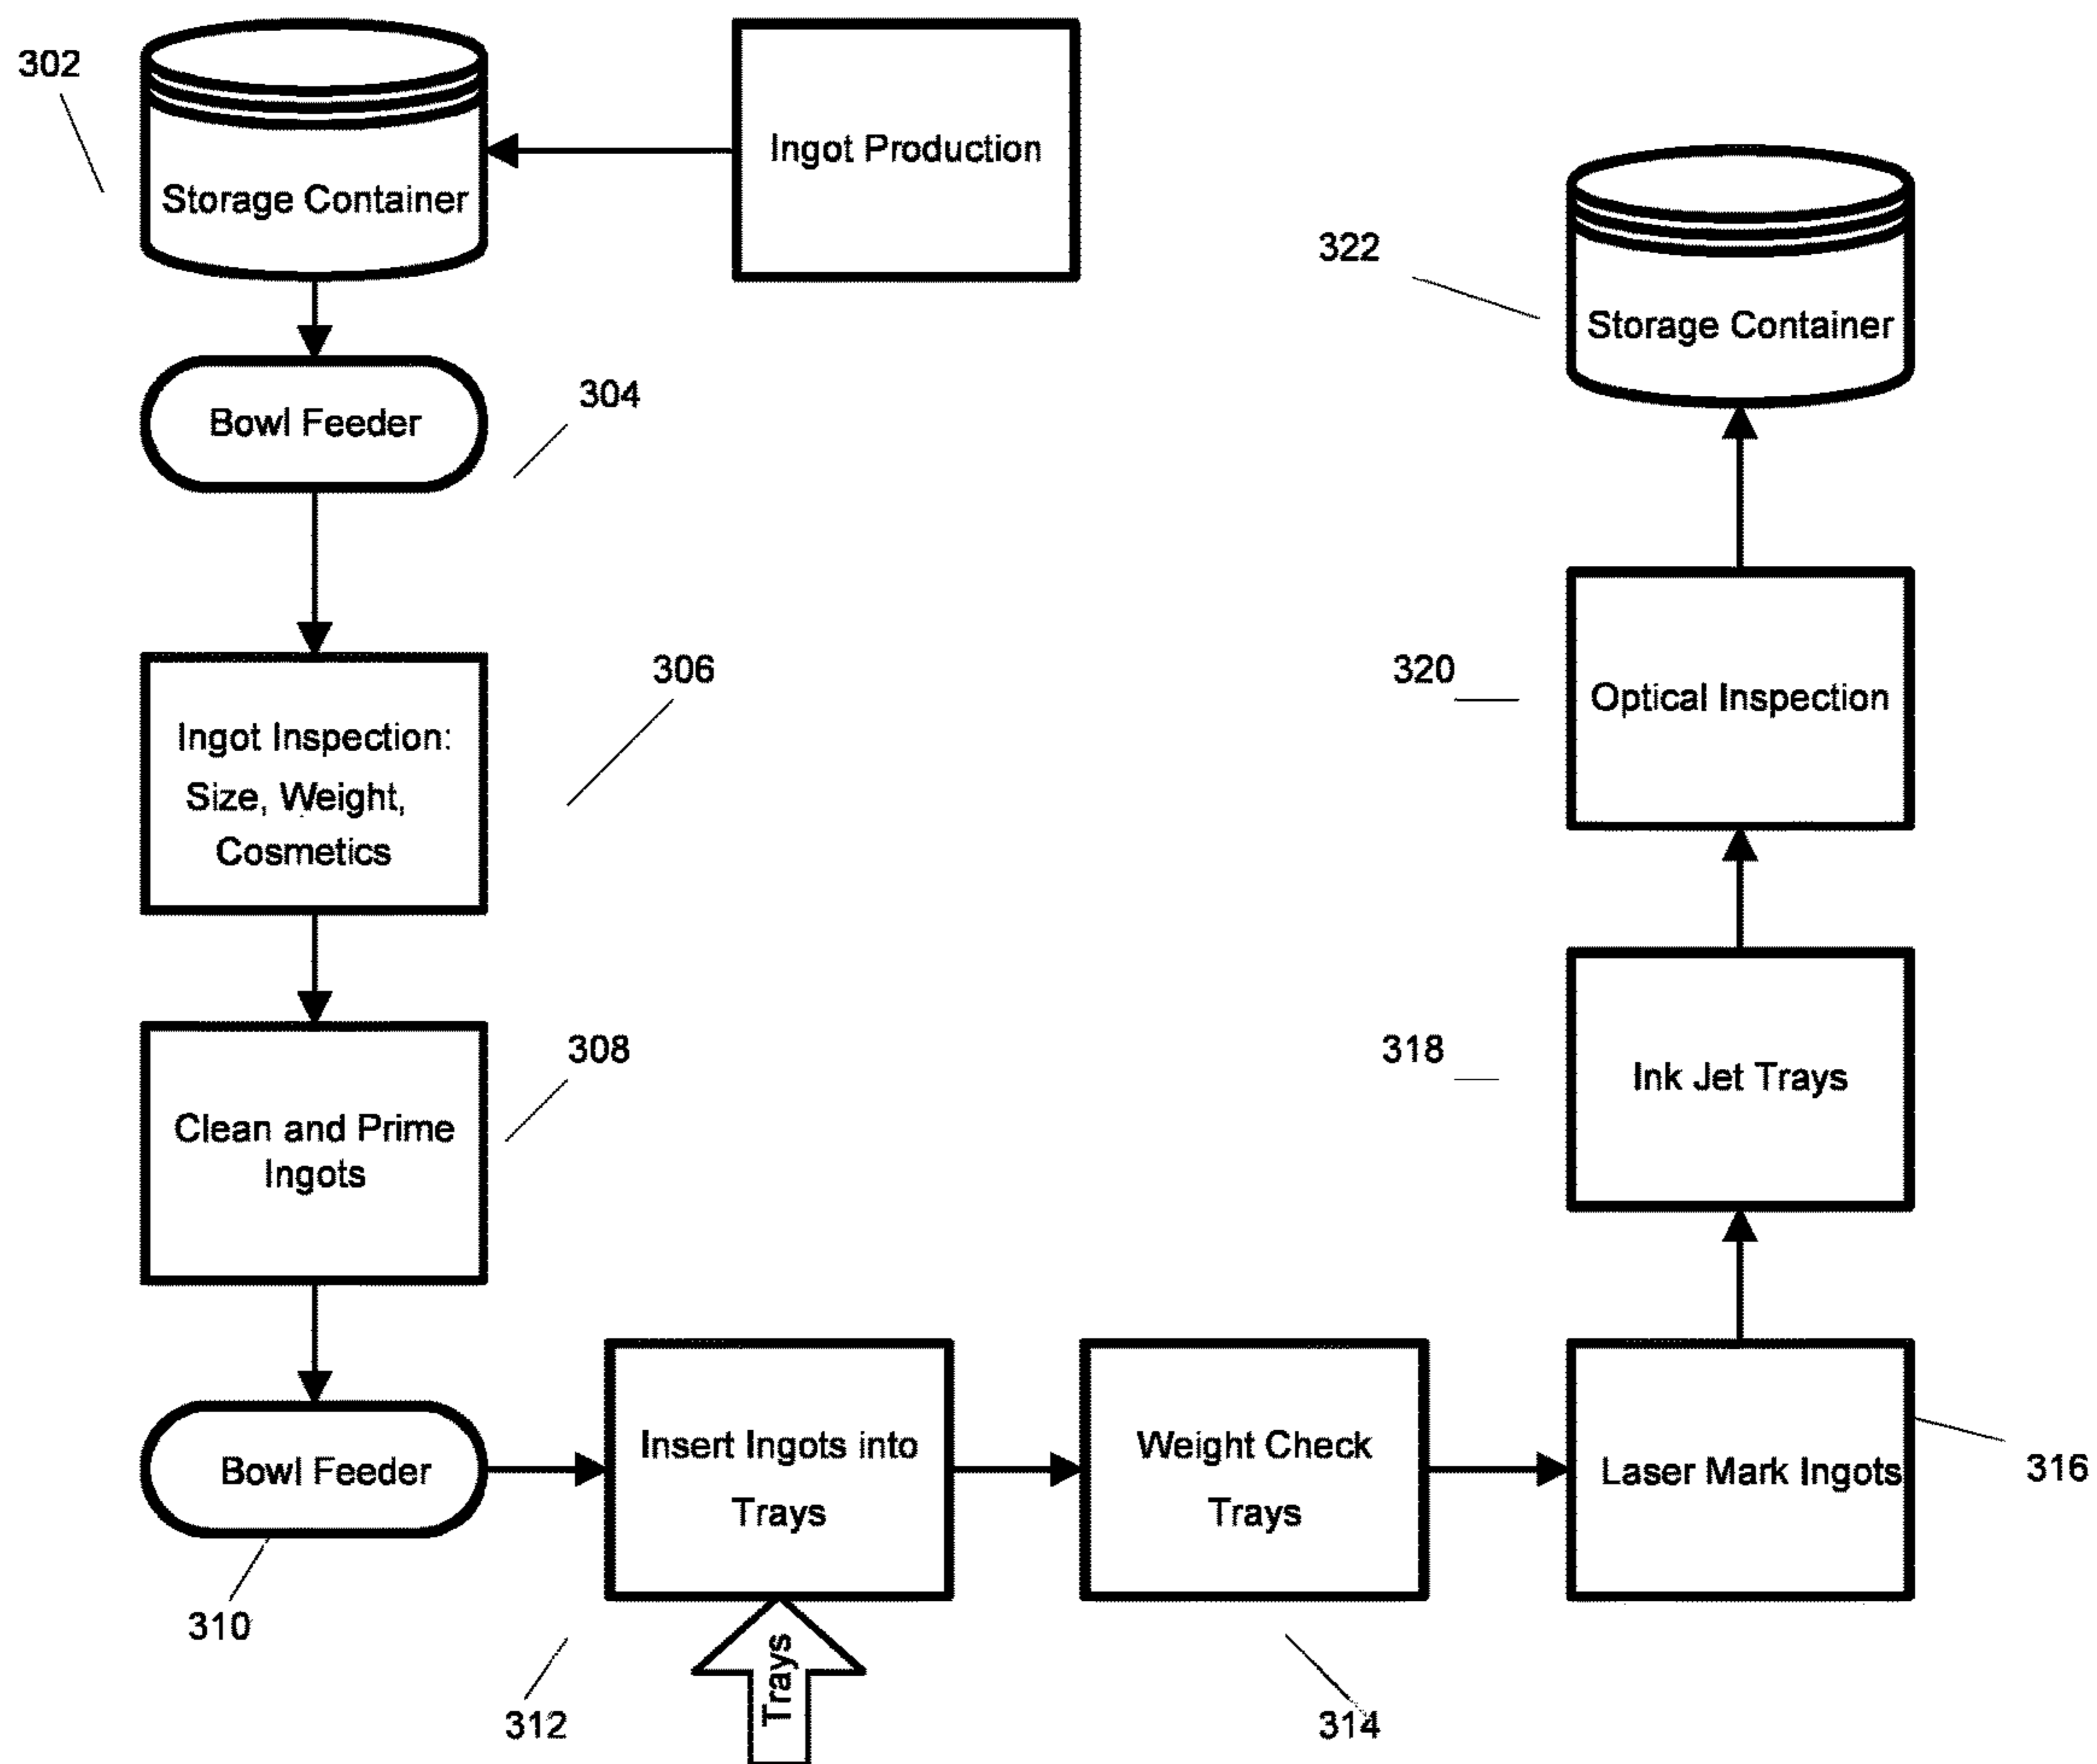 302
Storage Container
Ingot Production
322
Storage Container
304
Bowl Feeder
306
Ingot Inspection:
Size, Weight,
Cosmetics
320
Optical Inspection
308
Clean and Prime
Ingots
318
Ink Jet Trays
Bowl Feeder
310
Insert Ingots into
Trays
312
Trays
Weight Check
Trays
314
Laser Mark Ingots
316